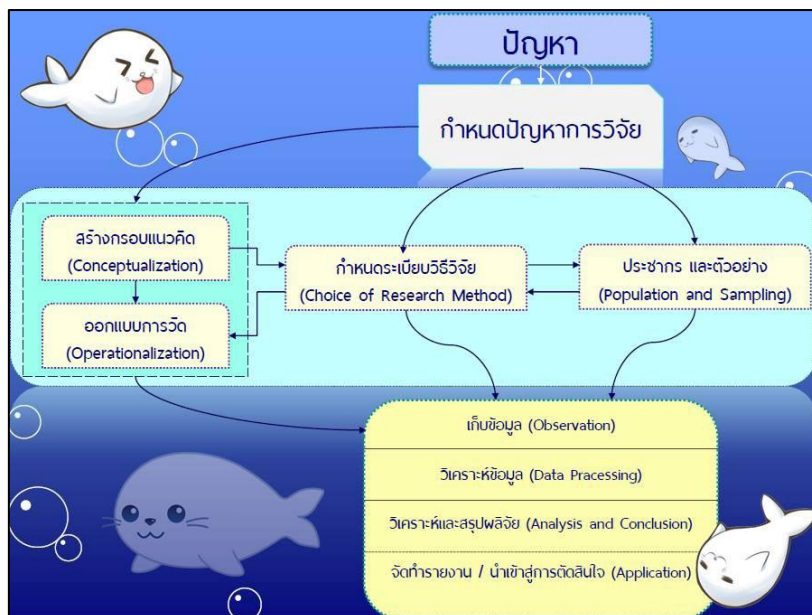 ปัญหา
กำหนดปัญหาการวิจัย
สร้างกรอบแนวคิด
(Conceptualization)
ออกแบบการวัด
(Operationalization)
กำหนดระเบียบวิธีวิจัย
(Choice of Research Method)
ประชากร และตัวอย่าง
(Population and Sampling)
เก็บข้อมูล (Observation)
วิเคราะห์ข้อมูล (Data Pracessing)
วิเคราะห์และสรุปผลิจัย (Analysis and Conclusion)
จัดทำรายงาน / นำเข้าสู่การตัดสินใจ (Application)